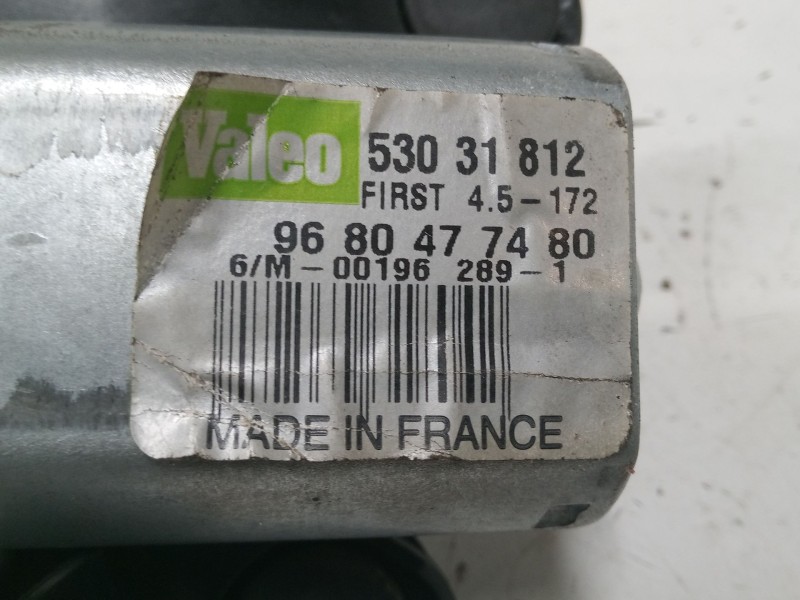 Valeo 530 31 812
FIRST 4.5-172
96 80 47 74 80
6/M-00196 289-1
MADE IN FRANCE